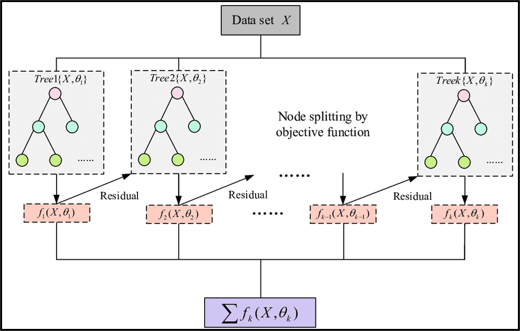 Data set X
Tree1{X,θ₁}
Tree2{X,θ₂}
Treek{X,θₖ}
Node splitting by
objective function
......
......
......
......
Residual
Residual
Residual
f₁(X,θ₁)
f₂(X,θ₂)
......
fₖ₋₁(X,θₖ₋₁)
fₖ(X,θₖ)
∑fₖ(X,θₖ)